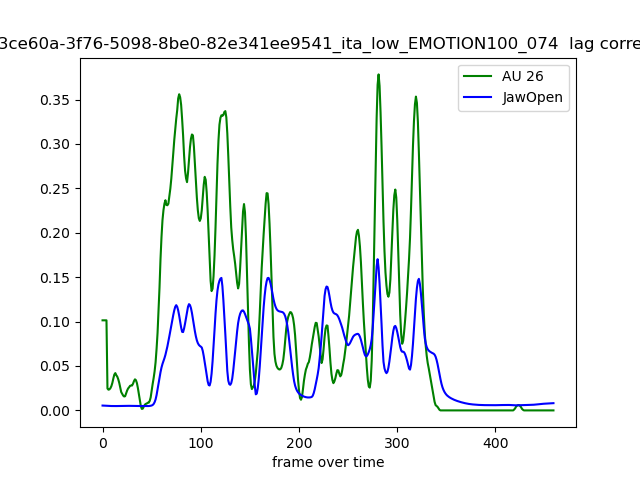 3ce60a-3f76-5098-8be0-82e341ee9541_ita_low_EMOTION100_074  lag corre
AU 26
JawOpen
0.35
0.30
0.25
0.20
0.15
0.10
0.05
0.00
0 100 200 300 400
frame over time